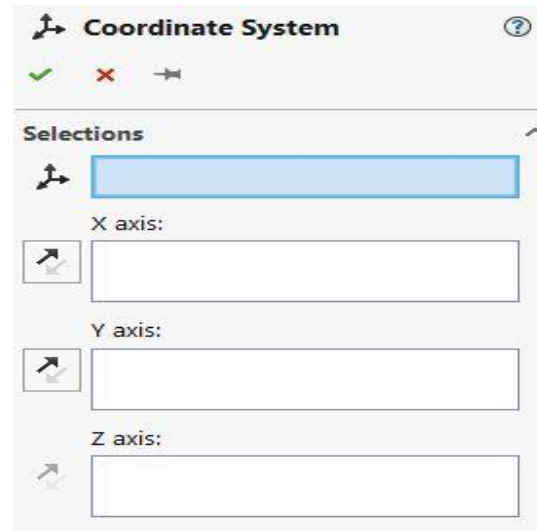 Coordinate System ?
Selections
X axis:
Y axis:
Z axis: